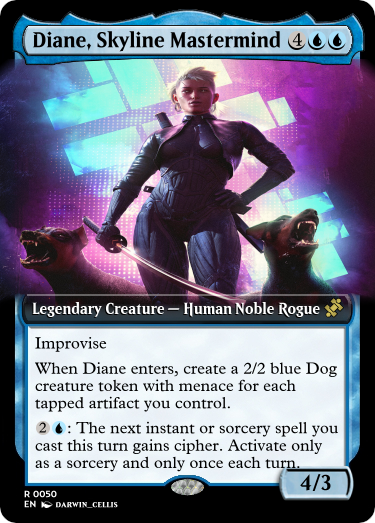 Diane, Skyline Mastermind 4
Legendary Creature — Human Noble Rogue
Improvise
When Diane enters, create a 2/2 blue Dog
creature token with menace for each
tapped artifact you control.
2 : The next instant or sorcery spell you
cast this turn gains cipher. Activate only
as a sorcery and only once each turn.
4/3
R 0050
EN DARWIN_CELLIS